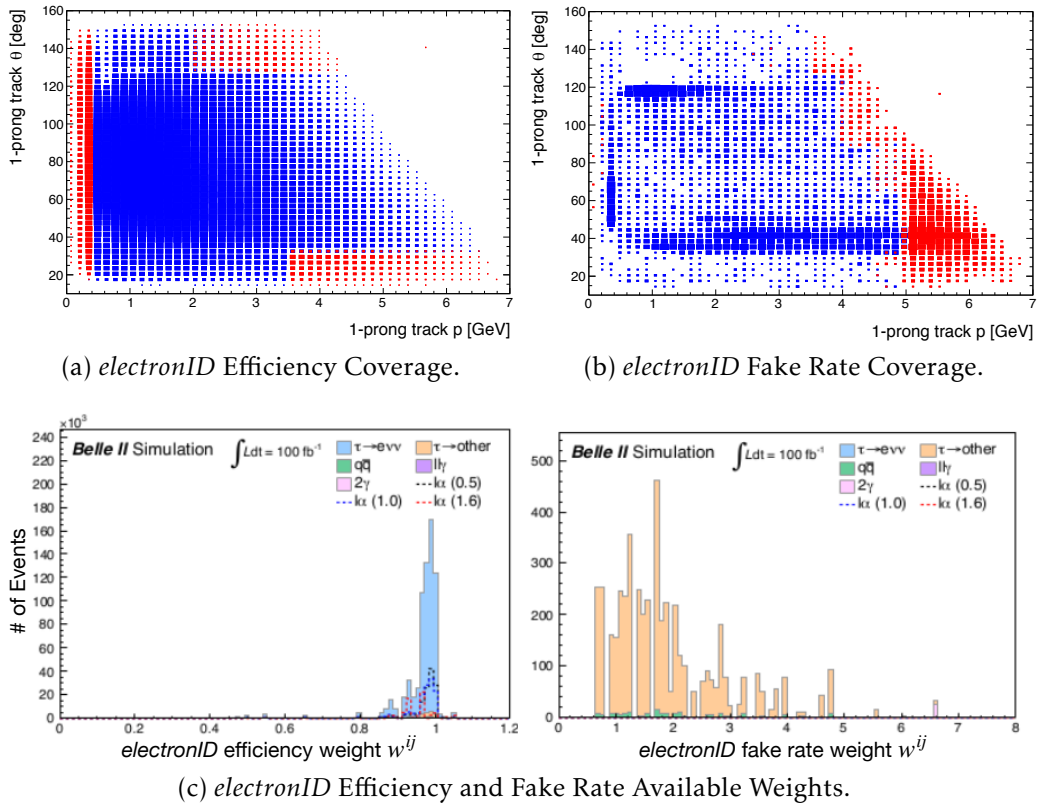 1-prong track θ [deg]
160
140
120
100
80
60
40
20
0 1 2 3 4 5 6 7
1-prong track p [GeV]
(a) electronID Efficiency Coverage.
1-prong track θ [deg]
160
140
120
100
80
60
40
20
0 1 2 3 4 5 6 7
1-prong track p [GeV]
(b) electronID Fake Rate Coverage.
×10³
240
220
200
180
160
140
120
100
80
60
40
20
0
# of Events
Belle II Simulation
∫Ldt = 100 fb⁻¹
τ→eνν
τ→other
qq̅
llγ
2γ
kα (0.5)
kα (1.0)
kα (1.6)
0 0.2 0.4 0.6 0.8 1 1.2
electronID efficiency weight wⁱʲ
500
400
300
200
100
0
Belle II Simulation
∫Ldt = 100 fb⁻¹
τ→eνν
τ→other
qq̅
llγ
2γ
kα (0.5)
kα (1.0)
kα (1.6)
0 1 2 3 4 5 6 7 8
electronID fake rate weight wⁱʲ
(c) electronID Efficiency and Fake Rate Available Weights.